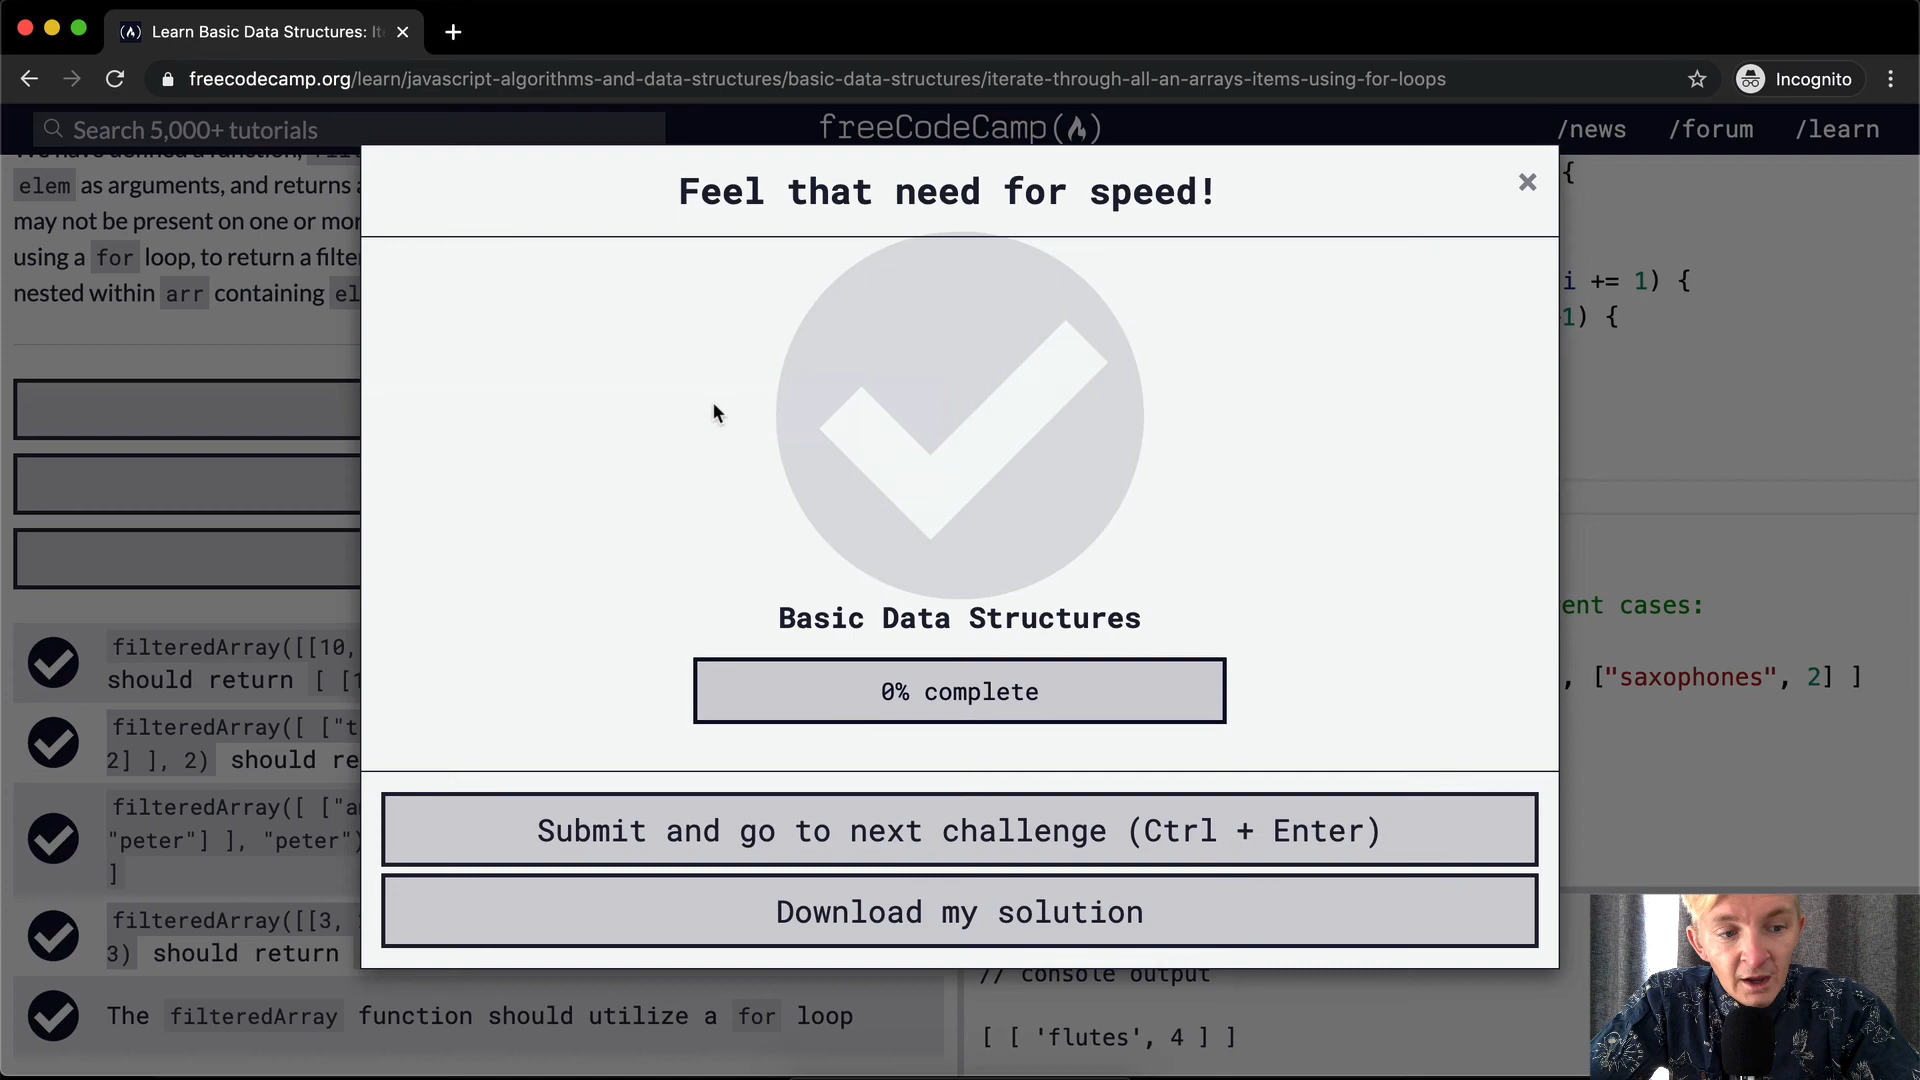 Learn Basic Data Structures: It
freecodecamp.org/learn/javascript-algorithms-and-data-structures/basic-data-structures/iterate-through-all-an-arrays-items-using-for-loops
Incognito
Search 5,000+ tutorials
freeCodeCamp
/news /forum /learn
We have defined a function,
elem as arguments, and returns a
may not be present on one or mor
using a for loop, to return a filte
nested within arr containing el
Feel that need for speed!
×
Basic Data Structures
0% complete
Submit and go to next challenge (Ctrl + Enter)
Download my solution
filteredArray([[10,
should return [ [1
filteredArray([ ["t
2] ], 2) should re
filteredArray([ ["a
"peter"] ], "peter")
]
filteredArray([[3,
3) should return
The filteredArray function should utilize a for loop
{
i += 1) {
1) {
ent cases:
, ["saxophones", 2] ]
// console output
[ [ 'flutes', 4 ] ]